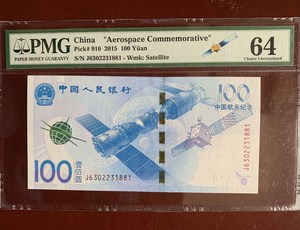 PMG
PAPER MONEY GUARANTY
China "Aerospace Commemorative"
Pick# 910 2015 100 Yüan
S/N J6302231881 - Wmk: Satellite
64
Choice Uncirculated
中国人民银行
100
中国航天纪念
100 壹佰圆
J6302231881